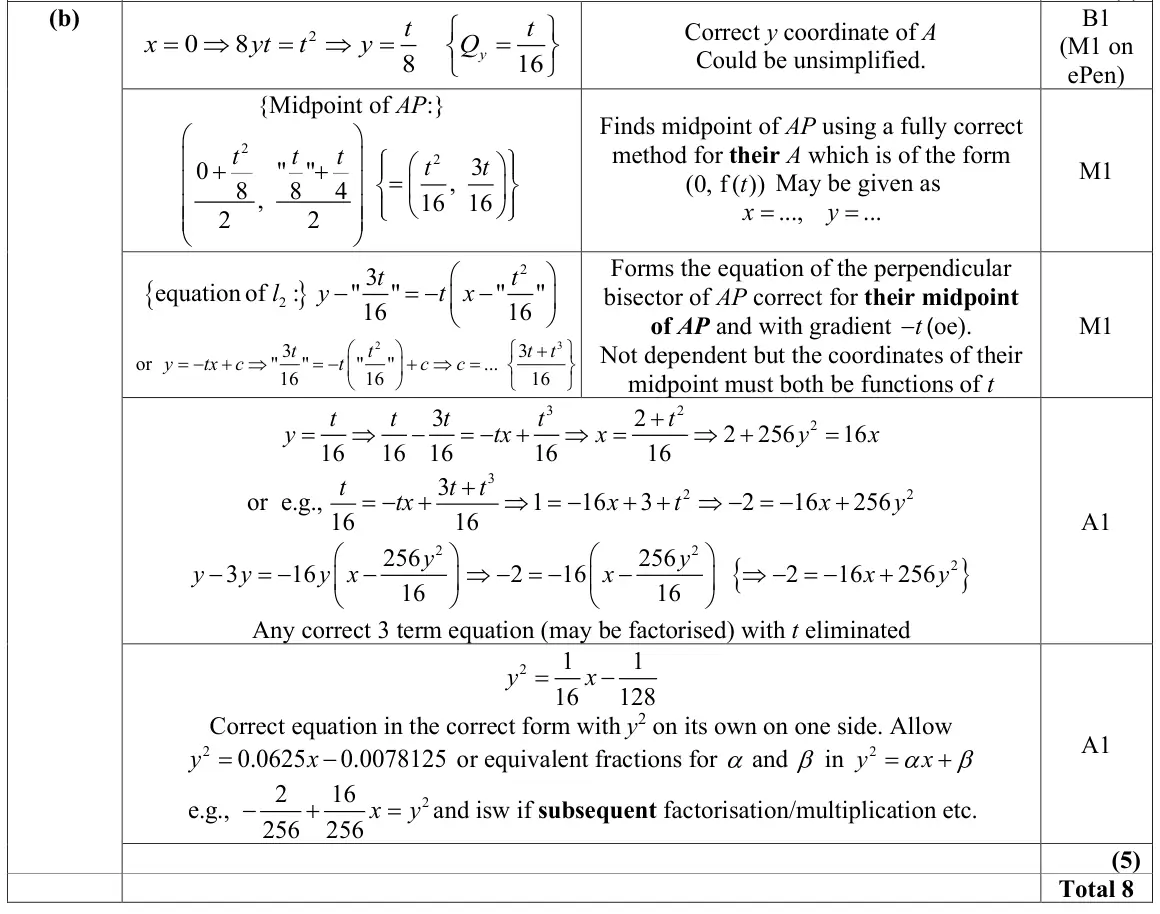 (b)
x = 0 ⇒ 8yt = t² ⇒ y = t/8 {Q_y = t/16}
Correct y coordinate of A
Could be unsimplified.
B1
(M1 on
ePen)
{Midpoint of AP:}
((0 + t²/8)/2, ("t/8" + t/4)/2) {= (t²/16, 3t/16)}
Finds midpoint of AP using a fully correct
method for their A which is of the form
(0, f(t)) May be given as
x = ..., y = ...
M1
{equation of l₂ :} y − "3t/16" = −t(x − "t²/16")
or y = −tx + c ⇒ "3t/16" = −t("t²/16") + c ⇒ c = ... {(3t + t³)/16}
Forms the equation of the perpendicular
bisector of AP correct for their midpoint
of AP and with gradient −t (oe).
Not dependent but the coordinates of their
midpoint must both be functions of t
M1
y = t/16 ⇒ t/16 − 3t/16 = −tx + t³/16 ⇒ x = (2 + t²)/16 ⇒ 2 + 256y² = 16x
or e.g., t/16 = −tx + (3t + t³)/16 ⇒ 1 = −16x + 3 + t² ⇒ −2 = −16x + 256y²
y − 3y = −16y(x − 256y²/16) ⇒ −2 = −16(x − 256y²/16) {⇒ −2 = −16x + 256y²}
Any correct 3 term equation (may be factorised) with t eliminated
A1
y² = 1/16 x − 1/128
Correct equation in the correct form with y² on its own on one side. Allow
y² = 0.0625x − 0.0078125 or equivalent fractions for α and β in y² = αx + β
e.g., −2/256 + 16/256 x = y² and isw if subsequent factorisation/multiplication etc.
A1
(5)
Total 8